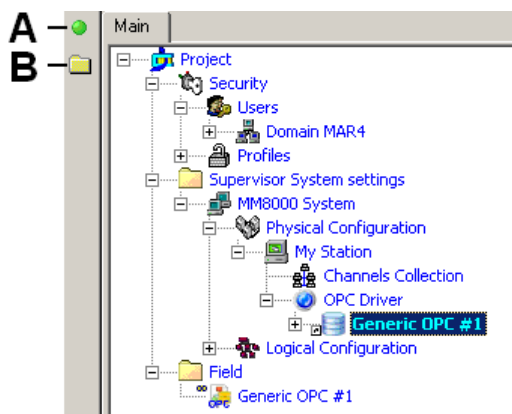 A
B
Main
Project
Security
Users
Domain MAR4
Profiles
Supervisor System settings
MM8000 System
Physical Configuration
My Station
Channels Collection
OPC Driver
Generic OPC #1
Logical Configuration
Field
OPC Generic OPC #1